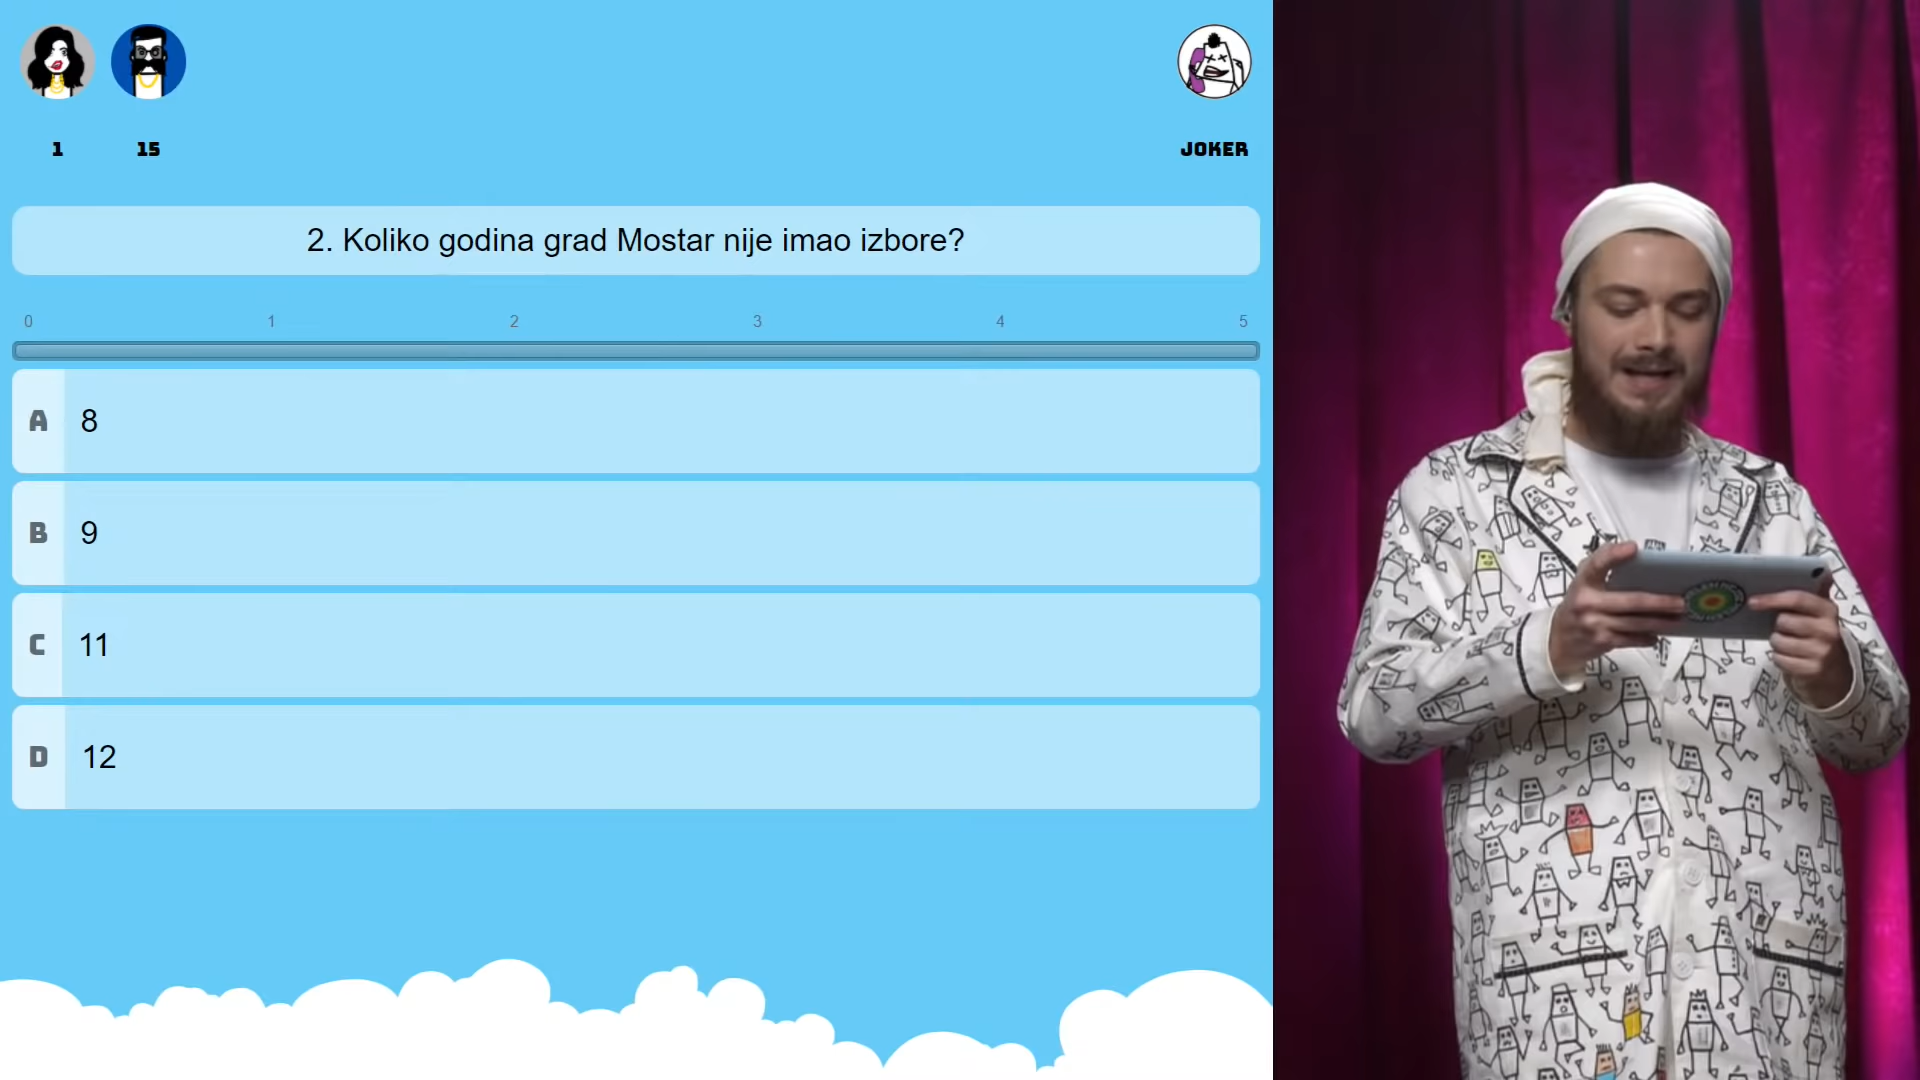 1 15 JOKER
2. Koliko godina grad Mostar nije imao izbore?
0 1 2 3 4 5
A 8
B 9
C 11
D 12